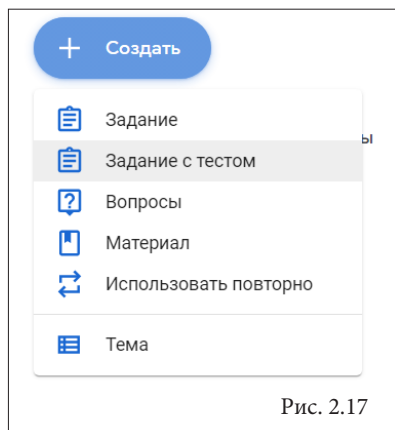 + Создать
Задание
Задание с тестом
ы
Вопросы
Материал
Использовать повторно
Тема
Рис. 2.17